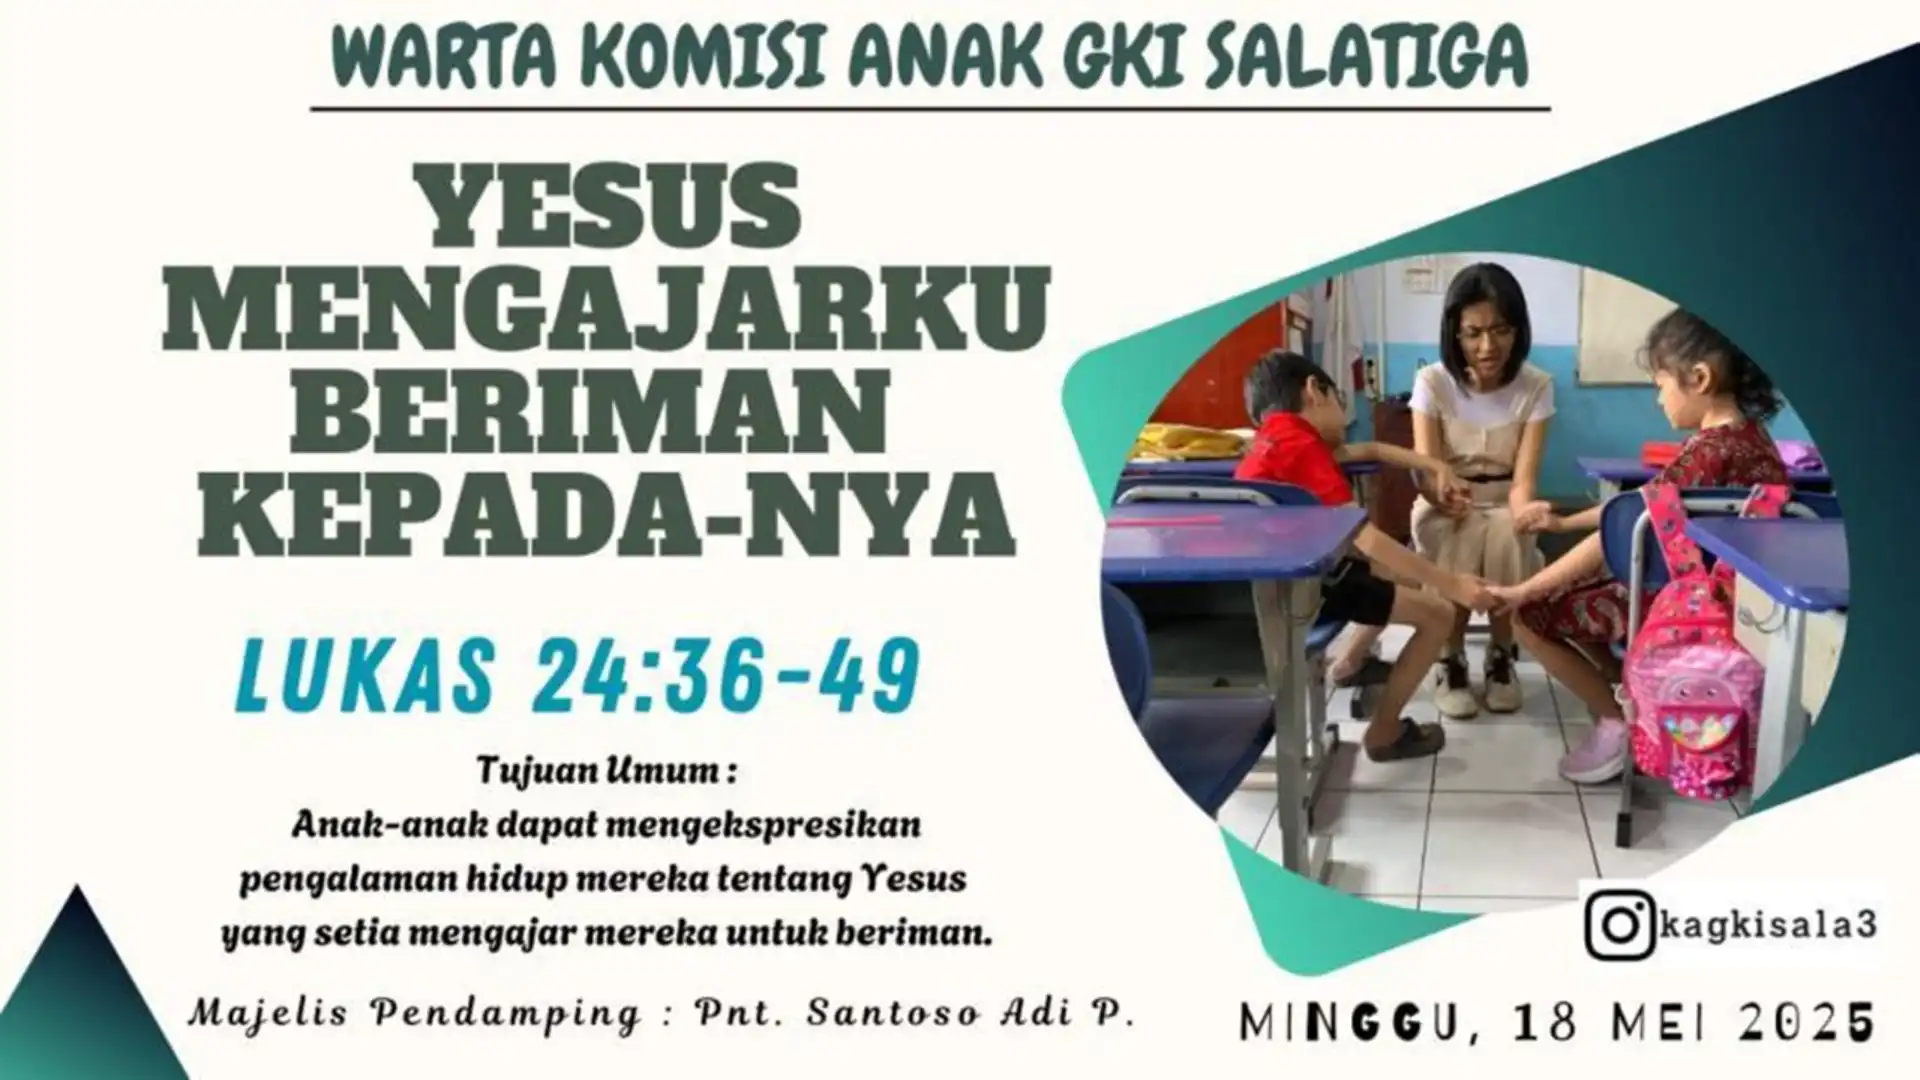 WARTA KOMISI ANAK GKI SALATIGA
YESUS
MENGAJARKU
BERIMAN
KEPADA-NYA
LUKAS 24:36-49
Tujuan Umum :
Anak-anak dapat mengekspresikan
pengalaman hidup mereka tentang Yesus
yang setia mengajar mereka untuk beriman.
Majelis Pendamping : Pnt. Santoso Adi P.
kagkisala3
MINGGU, 18 MEI 2025